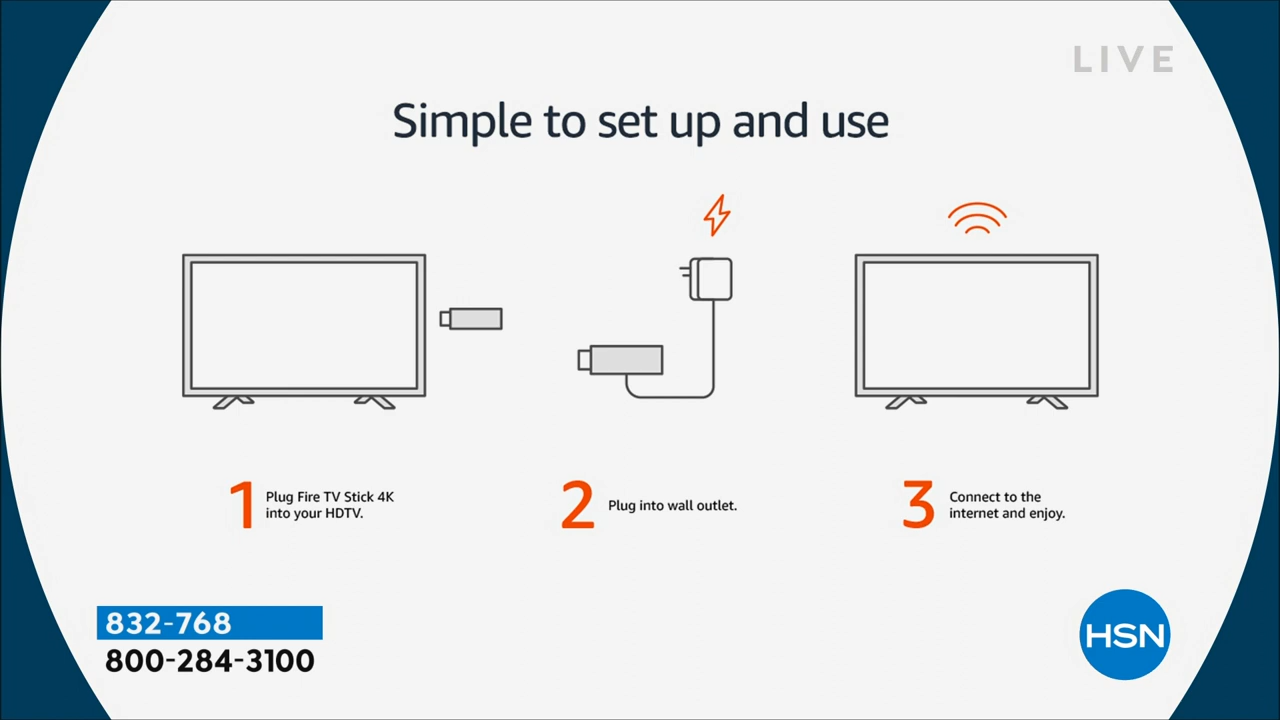 LIVE
Simple to set up and use
1 Plug Fire TV Stick 4K
into your HDTV.
2 Plug into wall outlet.
3 Connect to the
internet and enjoy.
832-768
800-284-3100
HSN